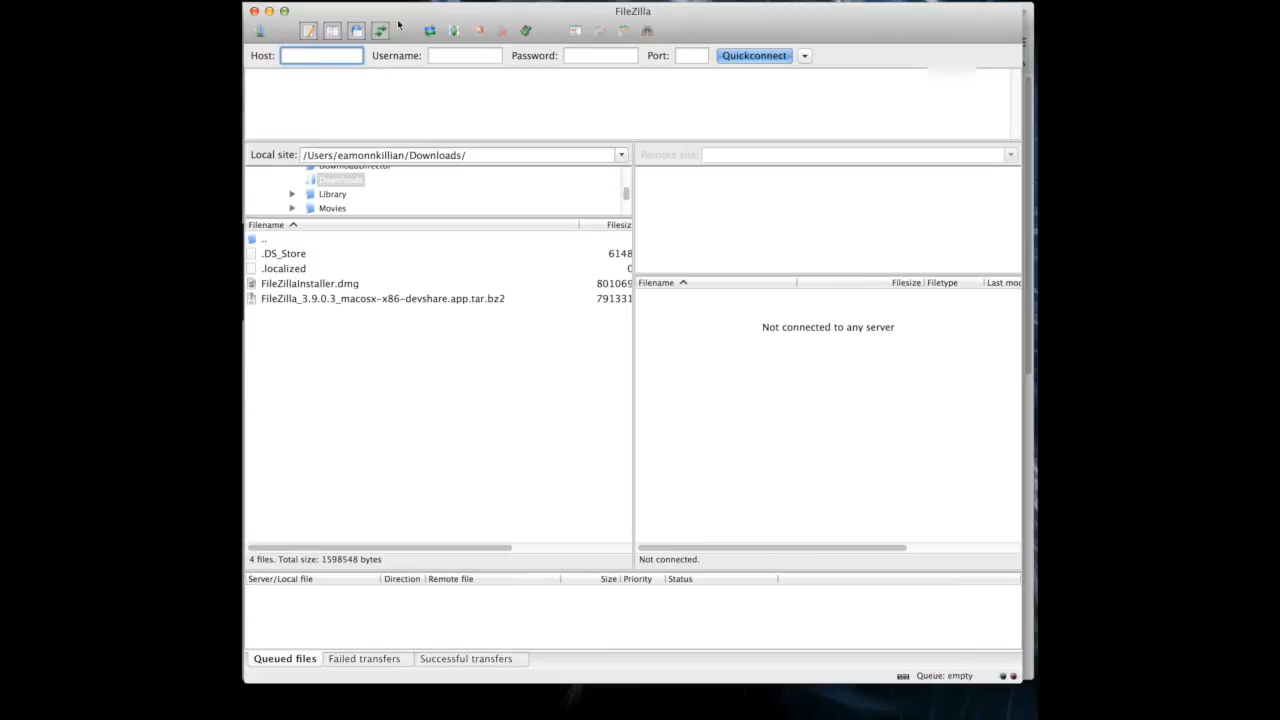 FileZilla
Host: Username: Password: Port: Quickconnect
Local site: /Users/eamonnkillian/Downloads/
Remote site:
DownloadDirector
Downloads
Library
Movies
Filename Filesiz
..
.DS_Store 6148
.localized 0
FileZillaInstaller.dmg 801069
FileZilla_3.9.0.3_macosx-x86-devshare.app.tar.bz2 791331
4 files. Total size: 1598548 bytes
Filename Filesize Filetype Last mod
Not connected to any server
Not connected.
Server/Local file Direction Remote file Size Priority Status
Queued files Failed transfers Successful transfers
Queue: empty